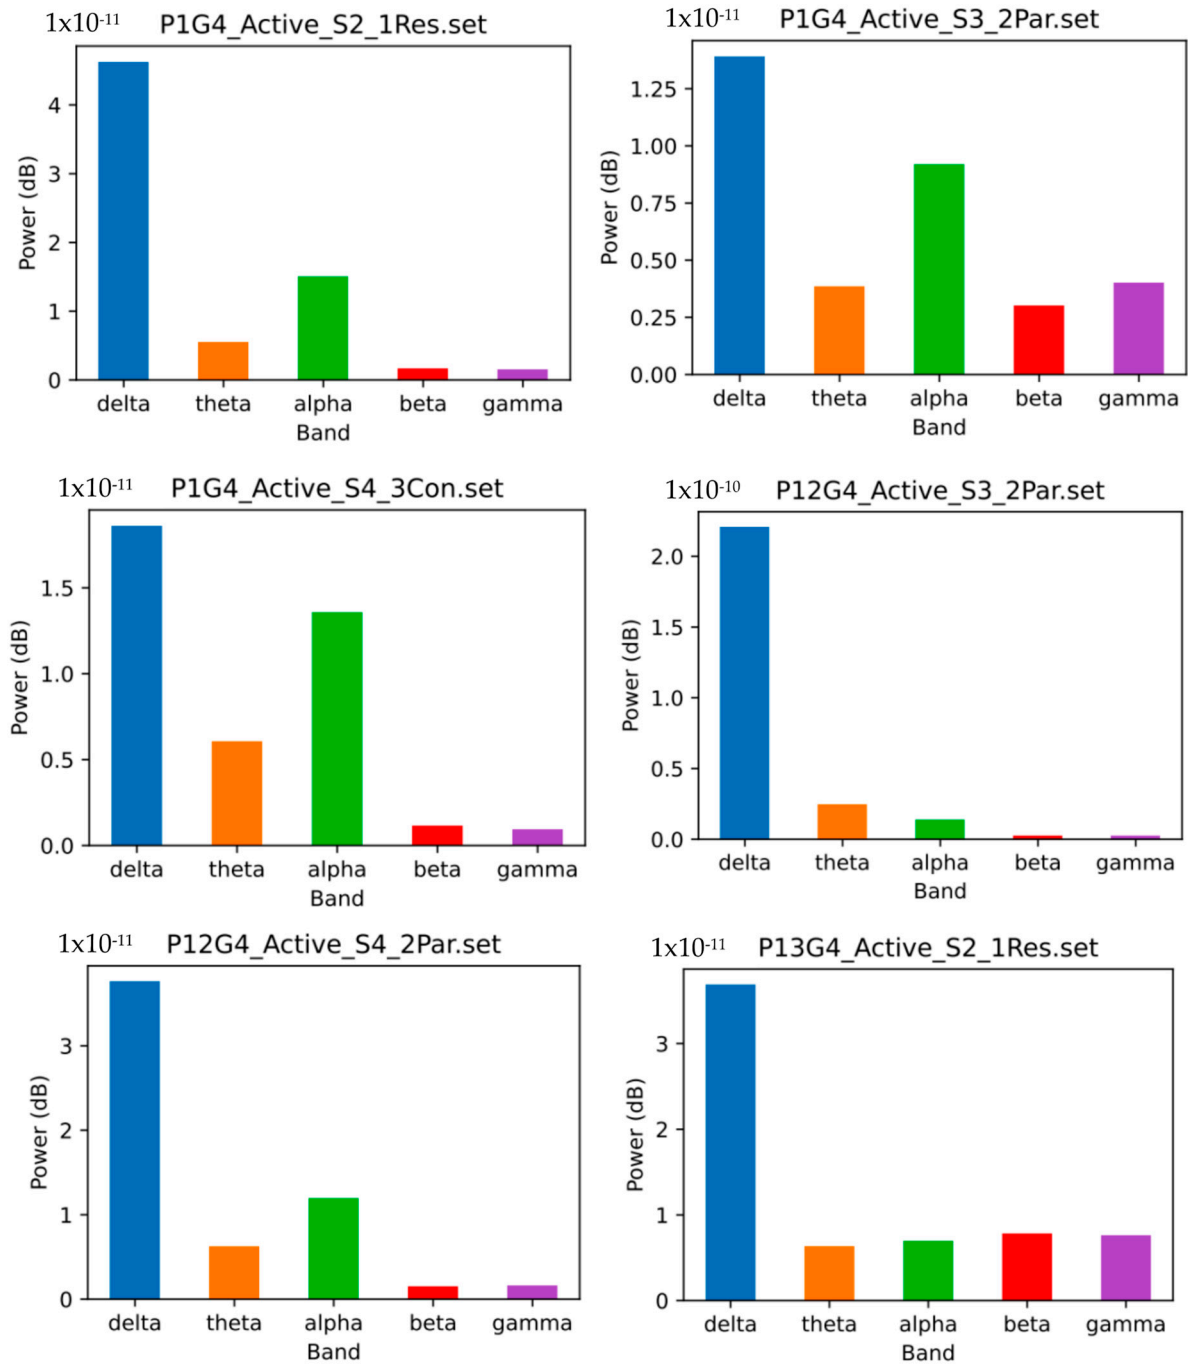 1x10-11 P1G4_Active_S2_1Res.set
4
3
2
1
0
Power (dB)
delta theta alpha beta gamma
Band
1x10-11 P1G4_Active_S3_2Par.set
1.25
1.00
0.75
0.50
0.25
0.00
Power (dB)
delta theta alpha beta gamma
Band
1x10-11 P1G4_Active_S4_3Con.set
1.5
1.0
0.5
0.0
Power (dB)
delta theta alpha beta gamma
Band
1x10-10 P12G4_Active_S3_2Par.set
2.0
1.5
1.0
0.5
0.0
Power (dB)
delta theta alpha beta gamma
Band
1x10-11 P12G4_Active_S4_2Par.set
3
2
1
0
Power (dB)
delta theta alpha beta gamma
Band
1x10-11 P13G4_Active_S2_1Res.set
3
2
1
0
Power (dB)
delta theta alpha beta gamma
Band